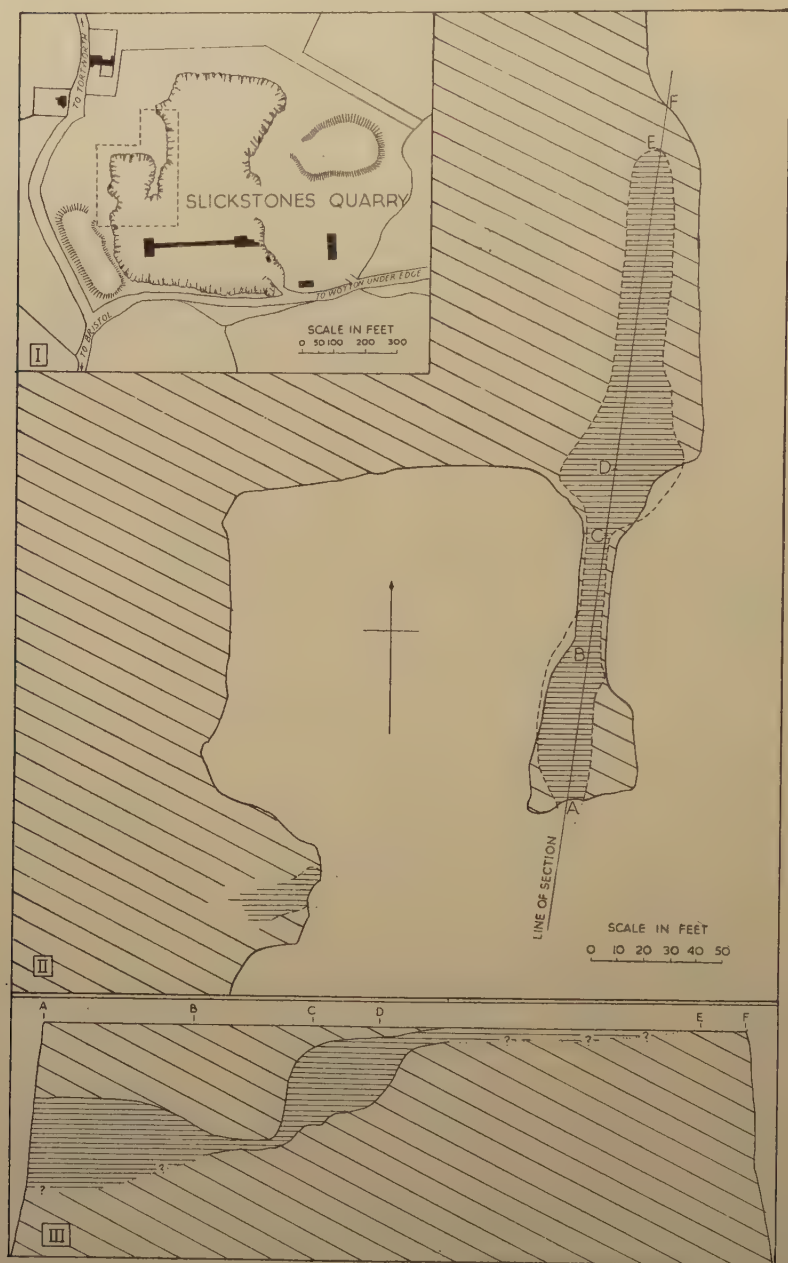 TO TORTWORTH
SLICKSTONES QUARRY
TO WOTTON UNDER EDGE
TO BRISTOL
SCALE IN FEET
0 50 100 200 300
I
F
E
D
C
B
A
LINE OF SECTION
SCALE IN FEET
0 10 20 30 40 50
II
A B C D E F
? ? ?
?
?
III